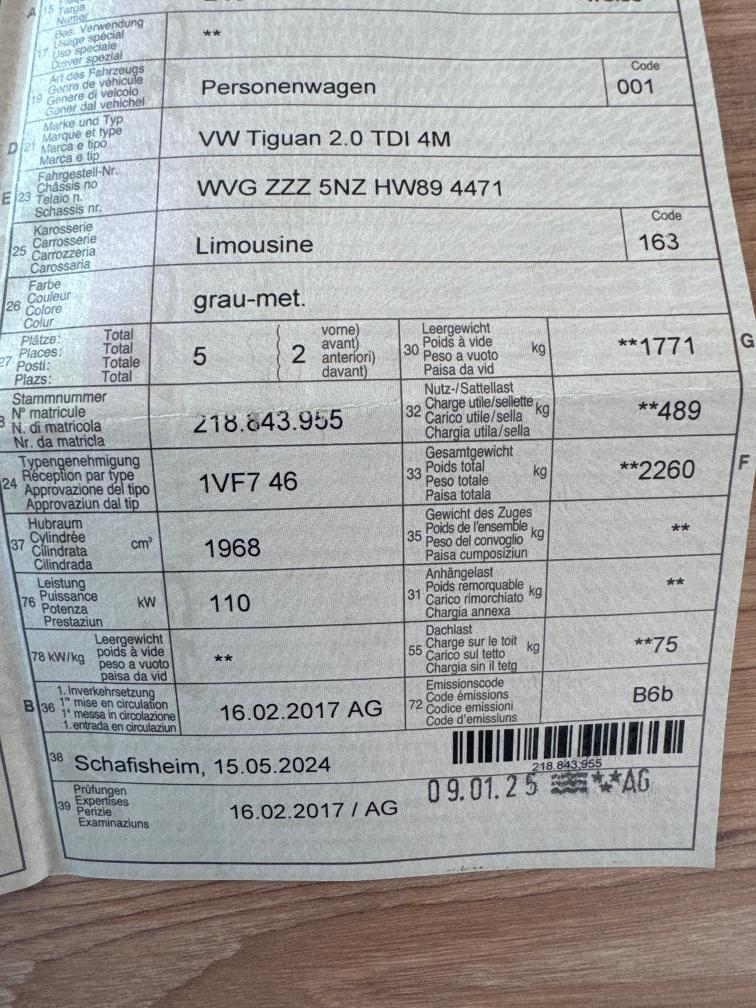 A 15 Targa
Numer
Bes. Verwendung
Usage spécial
17 Uso speciale
Diever spezial
**
Art des Fahrzeugs
Genre de véhicule
19 Genere di veicolo
Gener dal vehichel
Personenwagen
Code
001
Marke und Typ
Marque et type
D 21 Marca e tipo
Marca e tip
VW Tiguan 2.0 TDI 4M
Fahrgestell-Nr.
Châssis no
E 23 Telaio n.
Schassis nr.
WVG ZZZ 5NZ HW89 4471
Karosserie
Carrosserie
25 Carrozzeria
Carossaria
Limousine
Code
163
Farbe
26 Couleur
Colore
Colur
grau-met.
Plätze: Total
27 Places: Total
Posti: Totale
Plazs: Total
5
2
vorne)
avant)
anteriori)
davant)
Leergewicht
30 Poids à vide kg
Peso a vuoto
Paisa da vid
**1771
G
Stammnummer
N° matricule
N. di matricola
Nr. da matricla
218.843.955
Nutz-/Sattellast
32 Charge utile/sellette kg
Carico utile/sella
Chargia utila/sella
**489
Typengenehmigung
24 Réception par type
Approvazione del tipo
Approvaziun dal tip
1VF7 46
Gesamtgewicht
33 Poids total kg
Peso totale
Paisa totala
**2260
F
Hubraum
37 Cylindrée cm³
Cilindrata
Cilindrada
1968
Gewicht des Zuges
35 Poids de l'ensemble kg
Peso del convoglio
Paisa cumposiziun
**
Leistung
76 Puissance kW
Potenza
Prestaziun
110
Anhängelast
31 Poids remorquable kg
Carico rimorchiato
Chargia annexa
**
Leergewicht
78 kW/kg poids à vide
peso a vuoto
paisa da vid
**
Dachlast
55 Charge sur le toit kg
Carico sul tetto
Chargia sin il tetg
**75
1. Inverkehrsetzung
B 36 1re mise en circulation
1a messa in circolazione
1. entrada en circulaziun
16.02.2017 AG
Emissionscode
72 Code émissions
Codice emissioni
Code d'emissiuns
B6b
38 Schafisheim, 15.05.2024
218.843.955
09.01.25 AG
Prüfungen
39 Expertises
Perizie
Examinaziuns
16.02.2017 / AG